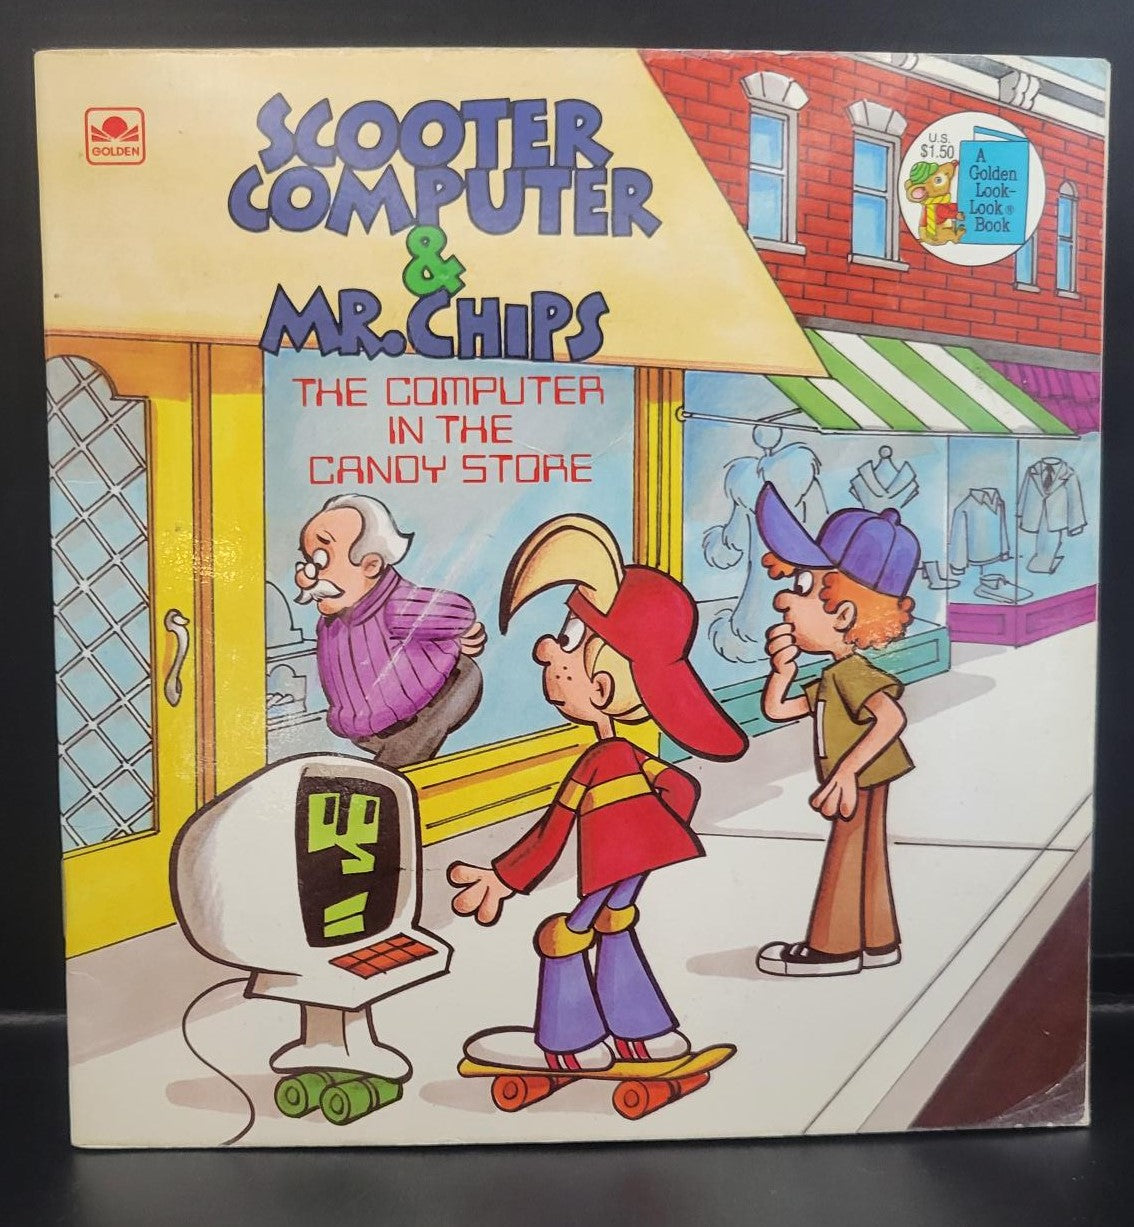 GOLDEN
SCOOTER
COMPUTER
&
MR. CHIPS
THE COMPUTER
IN THE
CANDY STORE
U.S.
$1.50
A
Golden
Look-
Look®
Book